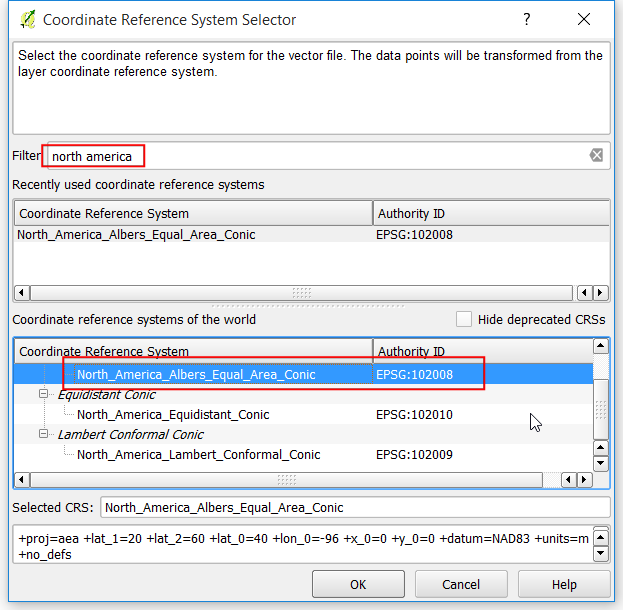 Coordinate Reference System Selector
?
Select the coordinate reference system for the vector file. The data points will be transformed from the
layer coordinate reference system.
Filter north america
Recently used coordinate reference systems
Coordinate Reference System Authority ID
North_America_Albers_Equal_Area_Conic EPSG:102008
Coordinate reference systems of the world Hide deprecated CRSs
Coordinate Reference System Authority ID
North_America_Albers_Equal_Area_Conic EPSG:102008
Equidistant Conic
North_America_Equidistant_Conic EPSG:102010
Lambert Conformal Conic
North_America_Lambert_Conformal_Conic EPSG:102009
Selected CRS: North_America_Albers_Equal_Area_Conic
+proj=aea +lat_1=20 +lat_2=60 +lat_0=40 +lon_0=-96 +x_0=0 +y_0=0 +datum=NAD83 +units=m
+no_defs
OK Cancel Help